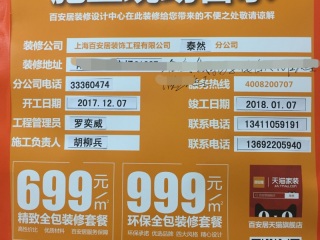 百安居装修设计中心在此装修给您带来的不便之处敬请谅解
装修公司 上海百安居装饰工程有限公司 泰然 分公司
装修地址
分公司电话 33360474 热线 4008200707
开工日期 2017.12.07 竣工日期 2018.01.07
工程管理员 罗奕威 联系电话 13411059191
施工负责人 胡柳兵 联系电话 13692205940
699元/㎡ 999元/㎡
精致全包装修套餐 环保全包装修套餐
天猫家装
百安居天猫旗舰店